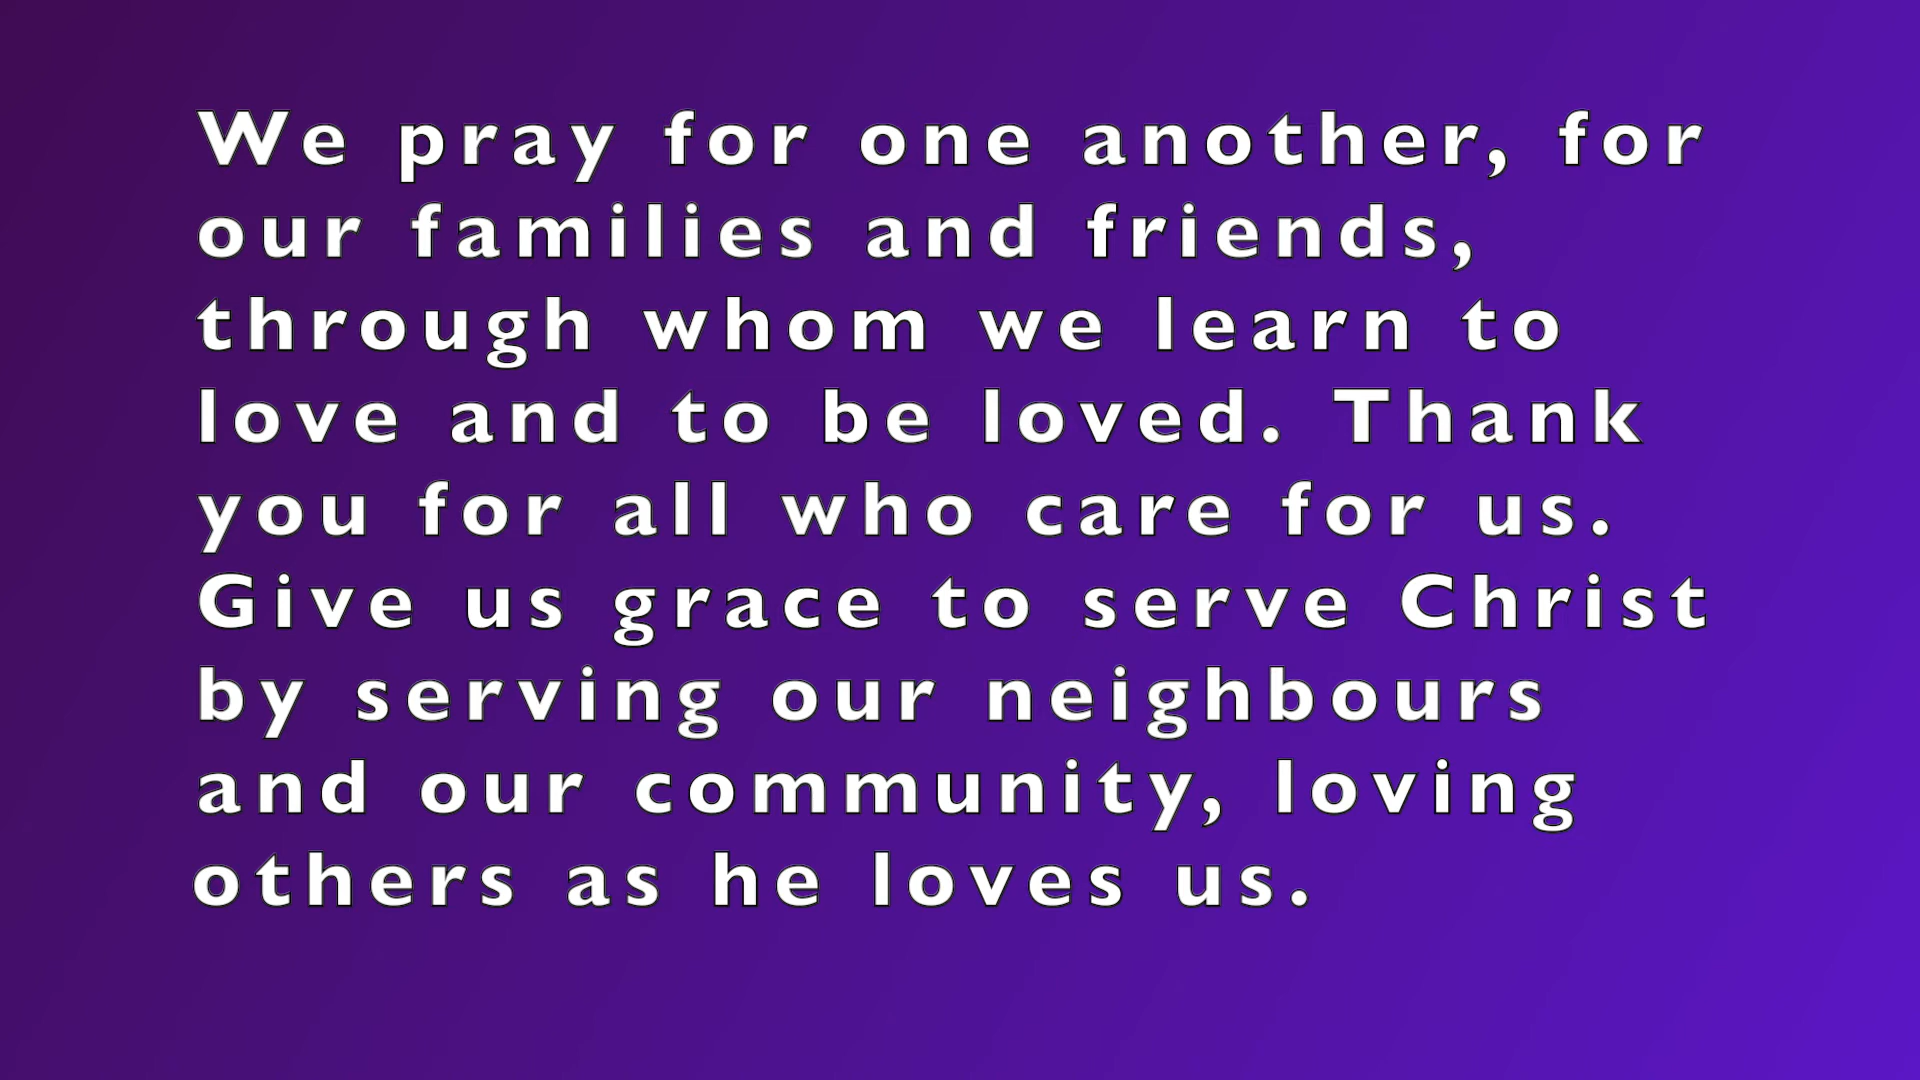 We pray for one another, for
our families and friends,
through whom we learn to
love and to be loved. Thank
you for all who care for us.
Give us grace to serve Christ
by serving our neighbours
and our community, loving
others as he loves us.